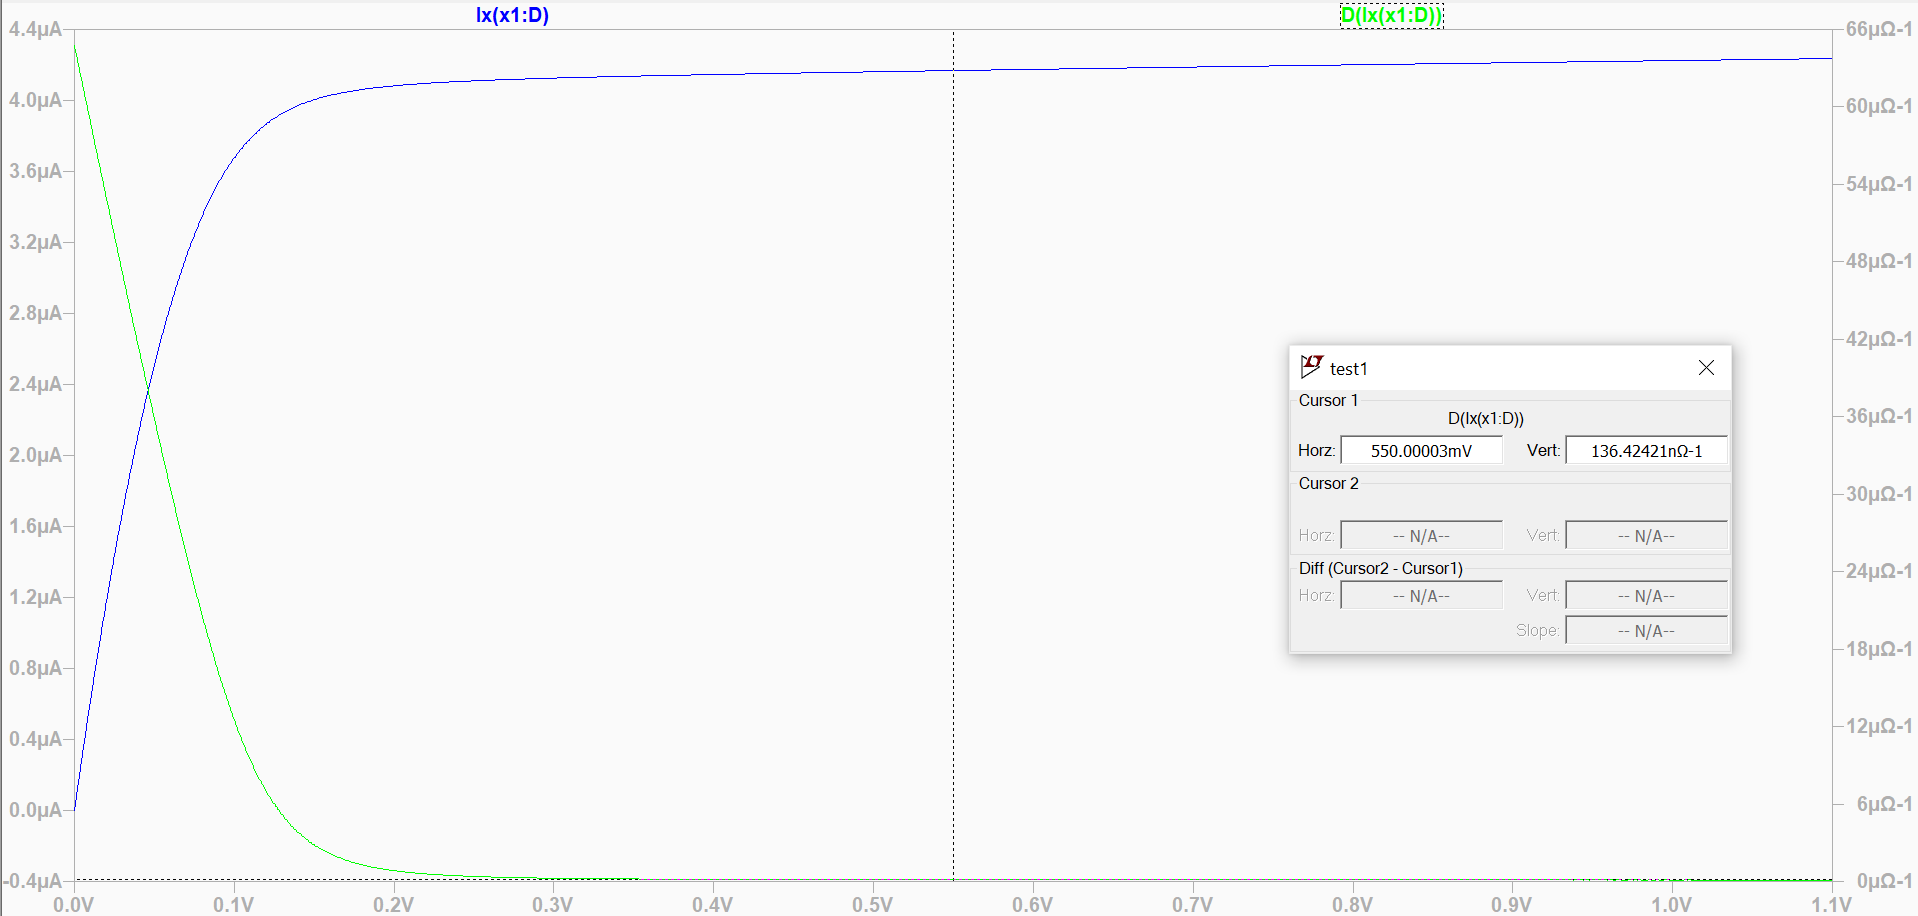 Ix(x1:D)
D(Ix(x1:D))
4.4µA
4.0µA
3.6µA
3.2µA
2.8µA
2.4µA
2.0µA
1.6µA
1.2µA
0.8µA
0.4µA
0.0µA
-0.4µA
66µΩ-1
60µΩ-1
54µΩ-1
48µΩ-1
42µΩ-1
36µΩ-1
30µΩ-1
24µΩ-1
18µΩ-1
12µΩ-1
6µΩ-1
0µΩ-1
0.0V 0.1V 0.2V 0.3V 0.4V 0.5V 0.6V 0.7V 0.8V 0.9V 1.0V 1.1V
LT test1
Cursor 1
D(Ix(x1:D))
Horz: 550.00003mV Vert: 136.42421nΩ-1
Cursor 2
Horz: -- N/A-- Vert: -- N/A--
Diff (Cursor2 - Cursor1)
Horz: -- N/A-- Vert: -- N/A--
Slope: -- N/A--